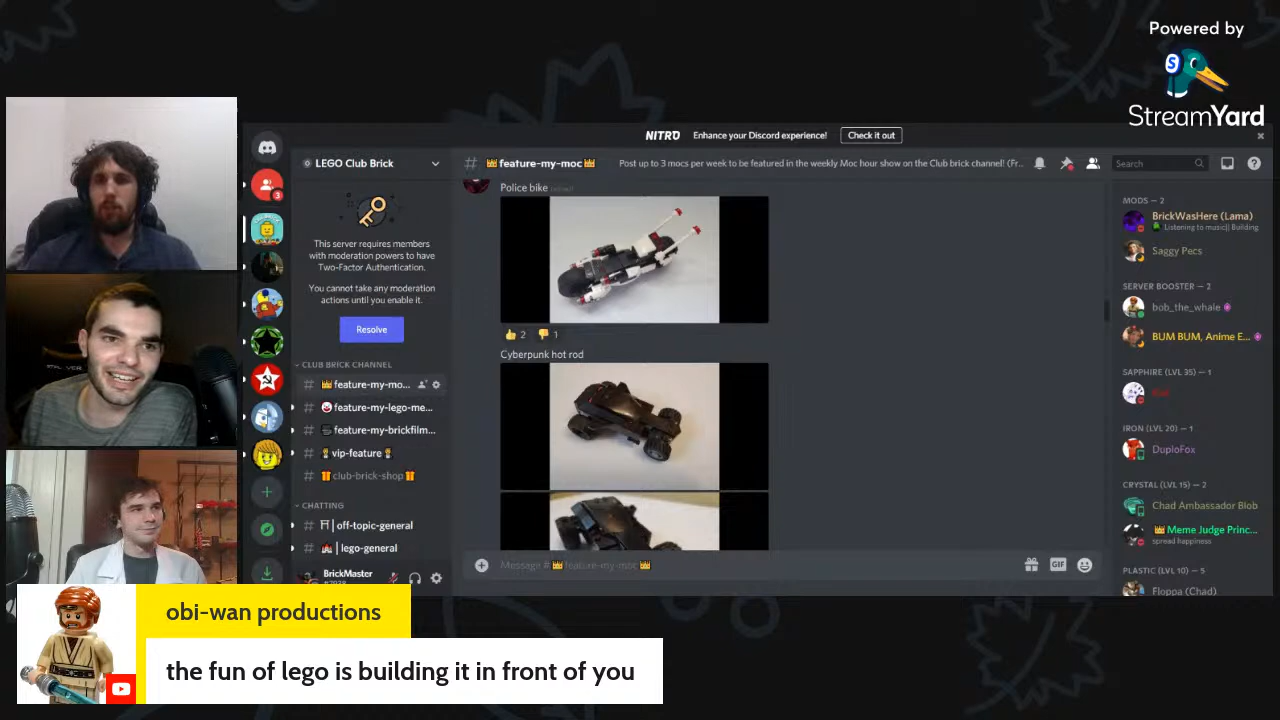 Powered by
StreamYard
NITRO Enhance your Discord experience! Check it out
LEGO Club Brick
feature-my-moc
Post up to 3 mocs per week to be featured in the weekly Moc hour show on the Club brick channel! (Fr...
Search
This server requires members
with moderation powers to have
Two-Factor Authentication.
You cannot take any moderation
actions until you enable it.
Resolve
CLUB BRICK CHANNEL
feature-my-mo...
feature-my-lego-me...
feature-my-brickfilm...
vip-feature
club-brick-shop
CHATTING
off-topic-general
lego-general
BrickMaster
Police bike
2
1
Cyberpunk hot rod
Message # feature-my-moc
GIF
MODS — 2
BrickWasHere (Lama)
Listening to music|| Building
Saggy Pecs
SERVER BOOSTER — 2
bob_the_whale
BUM BUM, Anime E...
SAPPHIRE (LVL 35) — 1
IRON (LVL 20) — 1
DuploFox
CRYSTAL (LVL 15) — 2
Chad Ambassador Blob
Meme Judge Princ...
spread happiness
PLASTIC (LVL 10) — 5
Floppa (Chad)
obi-wan productions
the fun of lego is building it in front of you